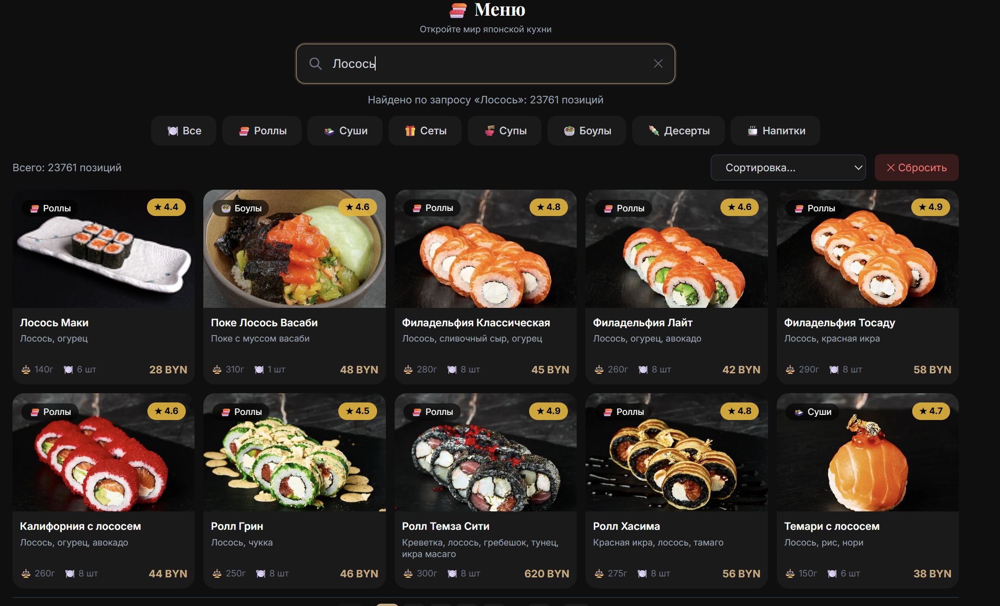 Меню
Откройте мир японской кухни
Лосось
Найдено по запросу «Лосось»: 23761 позиций
Все Роллы Суши Сеты Супы Боулы Десерты Напитки
Всего: 23761 позиций Сортировка... Сбросить
Роллы ★ 4.4 Боулы ★ 4.6 Роллы ★ 4.8 Роллы ★ 4.6 Роллы ★ 4.9
Лосось Маки Поке Лосось Васаби Филадельфия Классическая Филадельфия Лайт Филадельфия Тосаду
Лосось, огурец Поке с муссом васаби Лосось, сливочный сыр, огурец Лосось, огурец, авокадо Лосось, красная икра
140г 6 шт 28 BYN 310г 1 шт 48 BYN 280г 8 шт 45 BYN 260г 8 шт 42 BYN 290г 8 шт 58 BYN
Роллы ★ 4.6 Роллы ★ 4.5 Роллы ★ 4.9 Роллы ★ 4.8 Суши ★ 4.7
Калифорния с лососем Ролл Грин Ролл Темза Сити Ролл Хасима Темари с лососем
Лосось, огурец, авокадо Лосось, чукка Креветка, лосось, гребешок, тунец, Красная икра, лосось, тамаго Лосось, рис, нори
икра масаго
260г 8 шт 44 BYN 250г 8 шт 46 BYN 300г 8 шт 620 BYN 275г 8 шт 56 BYN 150г 6 шт 38 BYN